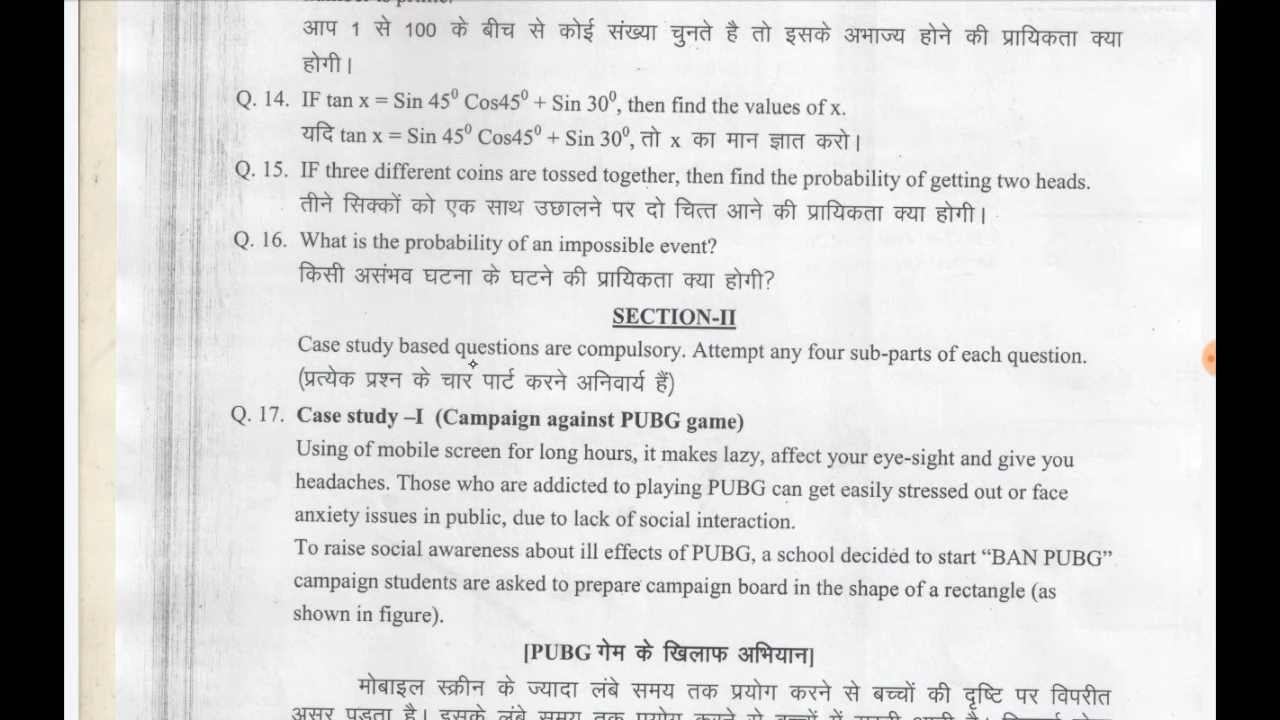 आप 1 से 100 के बीच से कोई संख्या चुनते है तो इसके अभाज्य होने की प्रायिकता क्या
होगी।
Q. 14. IF tan x = Sin 45⁰ Cos45⁰ + Sin 30⁰, then find the values of x.
यदि tan x = Sin 45⁰ Cos45⁰ + Sin 30⁰, तो x का मान ज्ञात करो।
Q. 15. IF three different coins are tossed together, then find the probability of getting two heads.
तीने सिक्कों को एक साथ उछालने पर दो चित्त आने की प्रायिकता क्या होगी।
Q. 16. What is the probability of an impossible event?
किसी असंभव घटना के घटने की प्रायिकता क्या होगी?
SECTION-II
Case study based questions are compulsory. Attempt any four sub-parts of each question.
(प्रत्येक प्रश्न के चार पार्ट करने अनिवार्य हैं)
Q. 17. Case study –I (Campaign against PUBG game)
Using of mobile screen for long hours, it makes lazy, affect your eye-sight and give you
headaches. Those who are addicted to playing PUBG can get easily stressed out or face
anxiety issues in public, due to lack of social interaction.
To raise social awareness about ill effects of PUBG, a school decided to start “BAN PUBG”
campaign students are asked to prepare campaign board in the shape of a rectangle (as
shown in figure).
[PUBG गेम के खिलाफ अभियान]
मोबाइल स्क्रीन के ज्यादा लंबे समय तक प्रयोग करने से बच्चों की दृष्टि पर विपरीत
असर पड़ता है। इसके लंबे समय तक